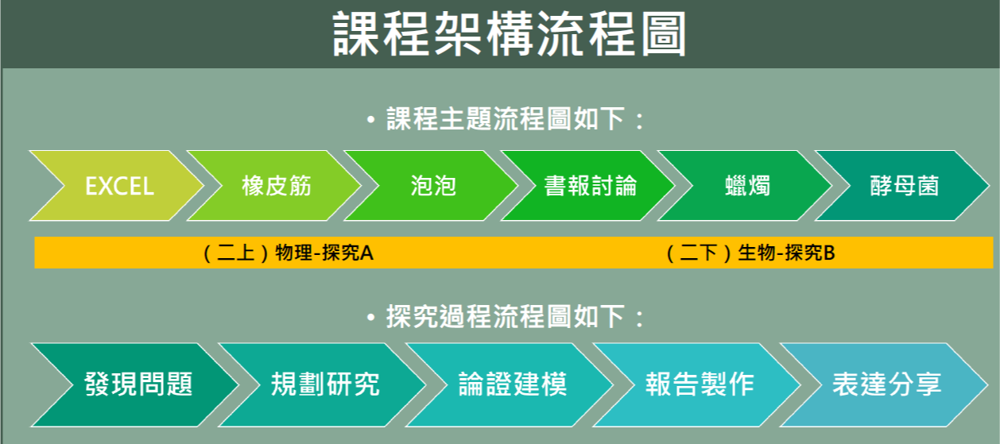 課程架構流程圖
• 課程主題流程圖如下：
EXCEL 橡皮筋 泡泡 書報討論 蠟燭 酵母菌
（二上）物理-探究A （二下）生物-探究B
• 探究過程流程圖如下：
發現問題 規劃研究 論證建模 報告製作 表達分享